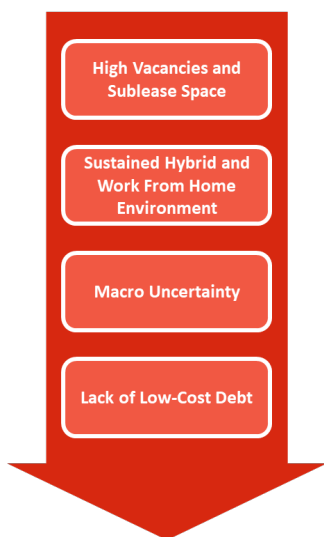 High Vacancies and
Sublease Space
Sustained Hybrid and
Work From Home
Environment
Macro Uncertainty
Lack of Low-Cost Debt